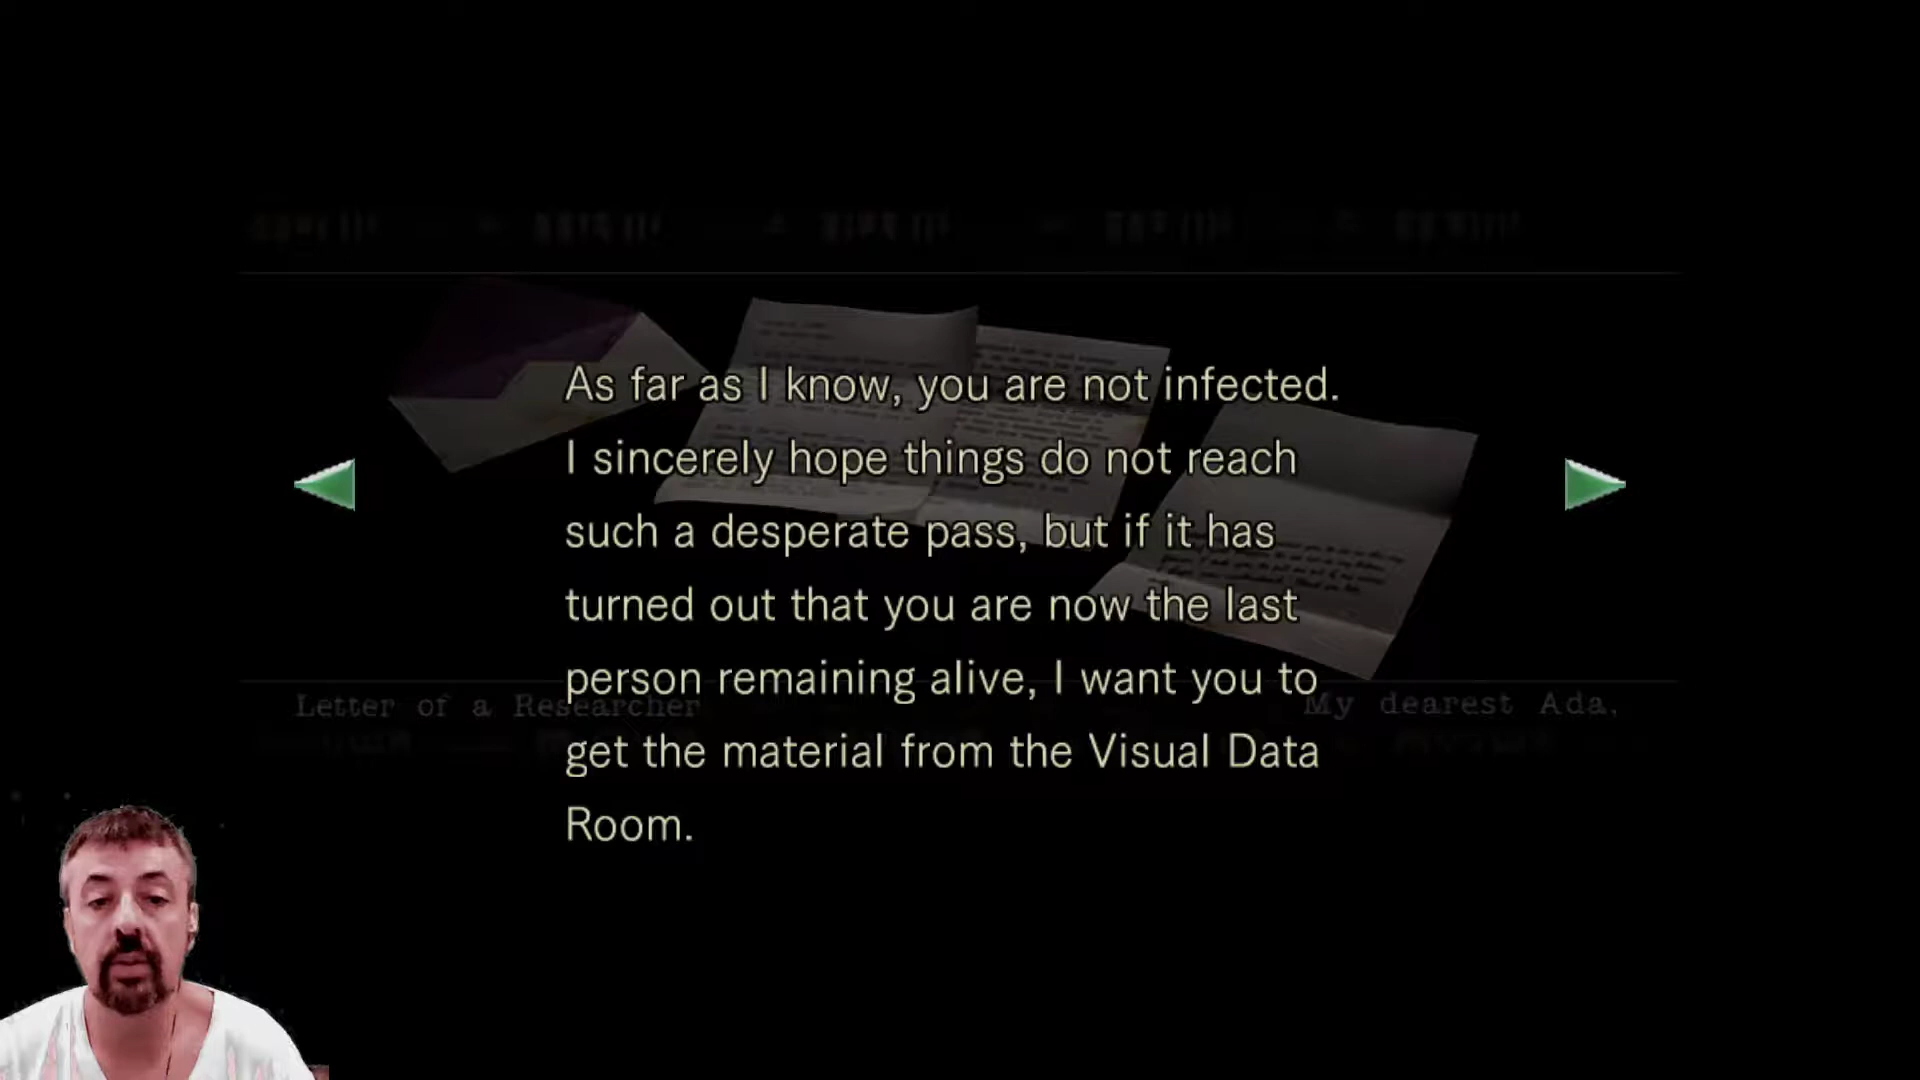 As far as I know, you are not infected.
I sincerely hope things do not reach
such a desperate pass, but if it has
turned out that you are now the last
person remaining alive, I want you to
Letter of a Researcher
My dearest Ada,
get the material from the Visual Data
Room.